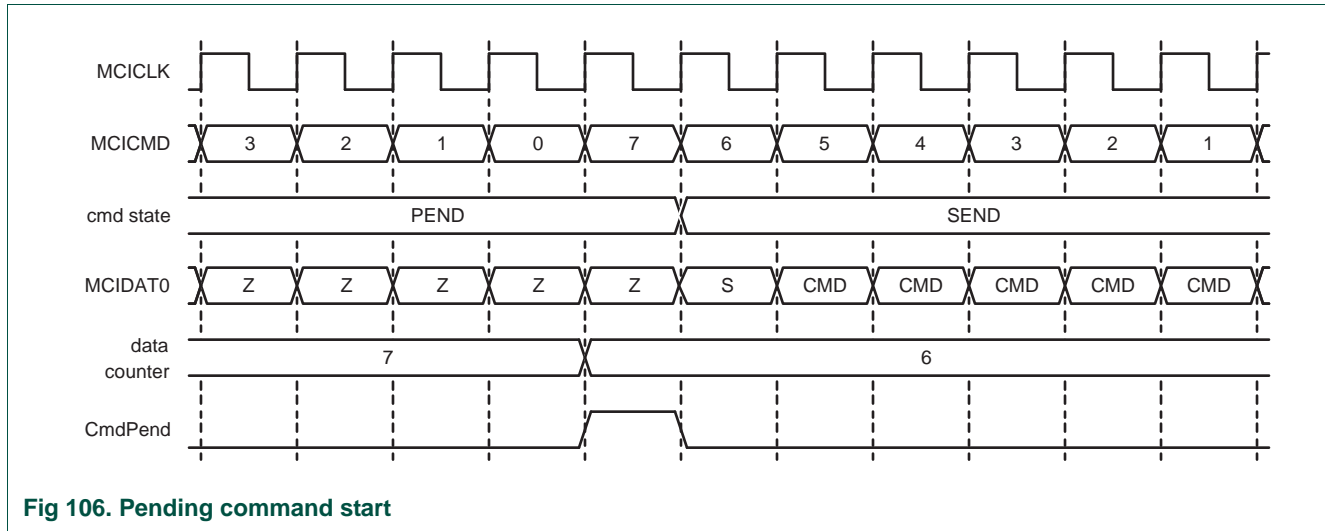 MCICLK
MCICMD 3 2 1 0 7 6 5 4 3 2 1
cmd state PEND SEND
MCIDAT0 Z Z Z Z Z S CMD CMD CMD CMD CMD
data
counter 7 6
CmdPend
Fig 106. Pending command start